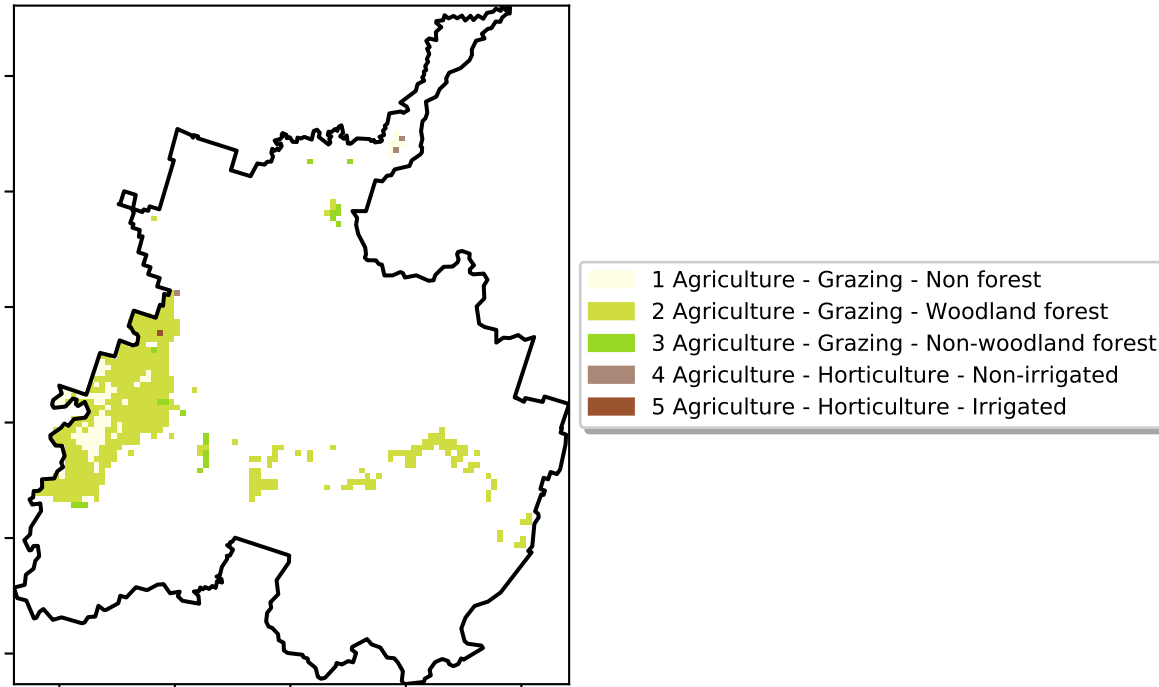 1 Agriculture - Grazing - Non forest
2 Agriculture - Grazing - Woodland forest
3 Agriculture - Grazing - Non-woodland forest
4 Agriculture - Horticulture - Non-irrigated
5 Agriculture - Horticulture - Irrigated